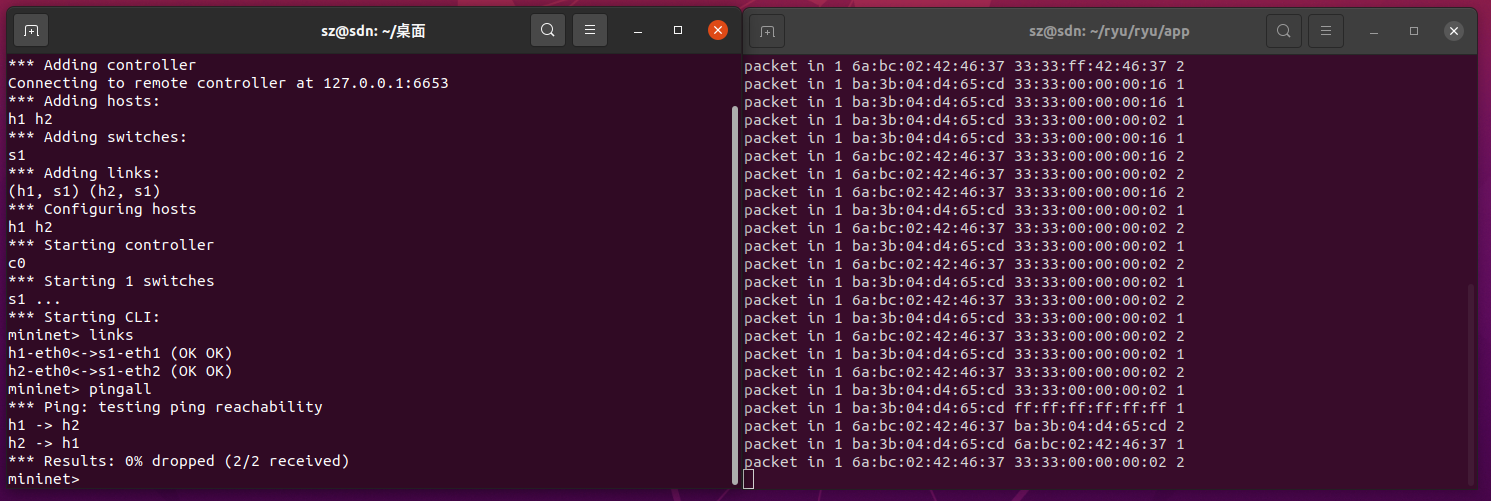 sz@sdn: ~/桌面
*** Adding controller
Connecting to remote controller at 127.0.0.1:6653
*** Adding hosts:
h1 h2
*** Adding switches:
s1
*** Adding links:
(h1, s1) (h2, s1)
*** Configuring hosts
h1 h2
*** Starting controller
c0
*** Starting 1 switches
s1 ...
*** Starting CLI:
mininet> links
h1-eth0<->s1-eth1 (OK OK)
h2-eth0<->s1-eth2 (OK OK)
mininet> pingall
*** Ping: testing ping reachability
h1 -> h2
h2 -> h1
*** Results: 0% dropped (2/2 received)
mininet>
sz@sdn: ~/ryu/ryu/app
packet in 1 6a:bc:02:42:46:37 33:33:ff:42:46:37 2
packet in 1 ba:3b:04:d4:65:cd 33:33:00:00:00:16 1
packet in 1 ba:3b:04:d4:65:cd 33:33:00:00:00:16 1
packet in 1 ba:3b:04:d4:65:cd 33:33:00:00:00:02 1
packet in 1 ba:3b:04:d4:65:cd 33:33:00:00:00:16 1
packet in 1 6a:bc:02:42:46:37 33:33:00:00:00:16 2
packet in 1 6a:bc:02:42:46:37 33:33:00:00:00:02 2
packet in 1 6a:bc:02:42:46:37 33:33:00:00:00:16 2
packet in 1 ba:3b:04:d4:65:cd 33:33:00:00:00:02 1
packet in 1 6a:bc:02:42:46:37 33:33:00:00:00:02 2
packet in 1 ba:3b:04:d4:65:cd 33:33:00:00:00:02 1
packet in 1 6a:bc:02:42:46:37 33:33:00:00:00:02 2
packet in 1 ba:3b:04:d4:65:cd 33:33:00:00:00:02 1
packet in 1 6a:bc:02:42:46:37 33:33:00:00:00:02 2
packet in 1 ba:3b:04:d4:65:cd 33:33:00:00:00:02 1
packet in 1 6a:bc:02:42:46:37 33:33:00:00:00:02 2
packet in 1 ba:3b:04:d4:65:cd 33:33:00:00:00:02 1
packet in 1 6a:bc:02:42:46:37 33:33:00:00:00:02 2
packet in 1 ba:3b:04:d4:65:cd 33:33:00:00:00:02 1
packet in 1 ba:3b:04:d4:65:cd ff:ff:ff:ff:ff:ff 1
packet in 1 6a:bc:02:42:46:37 ba:3b:04:d4:65:cd 2
packet in 1 ba:3b:04:d4:65:cd 6a:bc:02:42:46:37 1
packet in 1 6a:bc:02:42:46:37 33:33:00:00:00:02 2